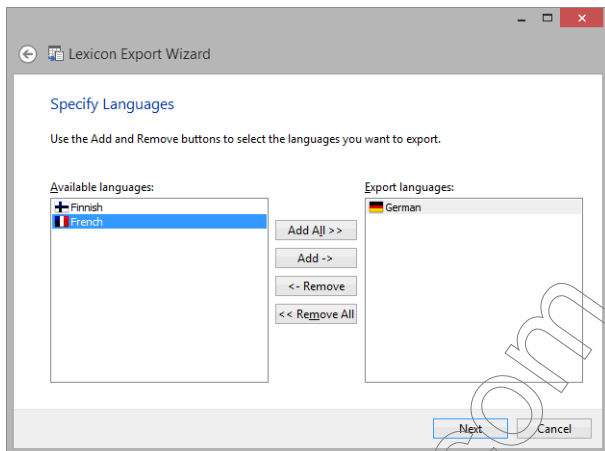 Lexicon Export Wizard
Specify Languages
Use the Add and Remove buttons to select the languages you want to export.
Available languages:
Export languages:
Finnish
French
German
Add All >>
Add ->
<- Remove
<< Remove All
Next
Cancel
com